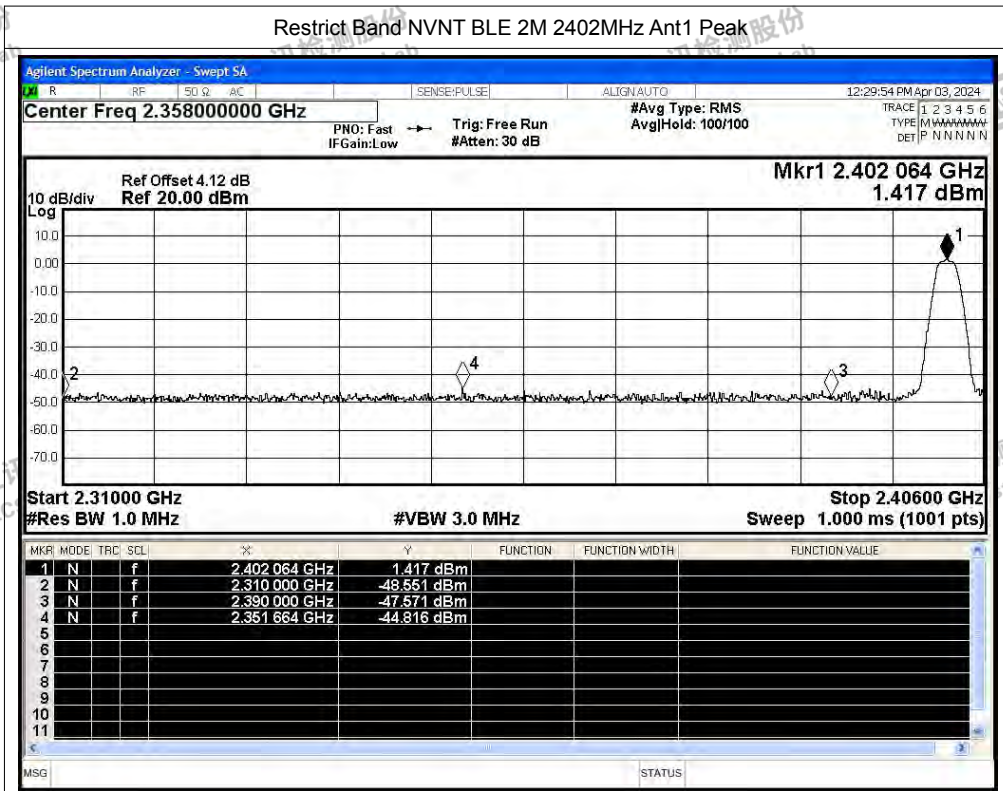 Restrict Band NVNT BLE 2M 2402MHz Ant1 Peak
Agilent Spectrum Analyzer - Swept SA
LXI R RF 50 Ω AC SENSE:PULSE ALIGN AUTO 12:29:54 PM Apr 03, 2024
Center Freq 2.358000000 GHz
PNO: Fast
IFGain:Low
Trig: Free Run
#Atten: 30 dB
#Avg Type: RMS
Avg|Hold: 100/100
TRACE 1 2 3 4 5 6
TYPE M WWWWW
DET P N N N N N
Mkr1 2.402 064 GHz
1.417 dBm
Ref Offset 4.12 dB
10 dB/div Ref 20.00 dBm
Log
10.0
0.00
-10.0
-20.0
-30.0
-40.0
-50.0
-60.0
-70.0
1
2
4
3
Start 2.31000 GHz Stop 2.40600 GHz
#Res BW 1.0 MHz #VBW 3.0 MHz Sweep 1.000 ms (1001 pts)
MKR MODE TRC SCL X Y FUNCTION FUNCTION WIDTH FUNCTION VALUE
1 N f 2.402 064 GHz 1.417 dBm
2 N f 2.310 000 GHz -48.551 dBm
3 N f 2.390 000 GHz -47.571 dBm
4 N f 2.351 664 GHz -44.816 dBm
5
6
7
8
9
10
11
MSG STATUS